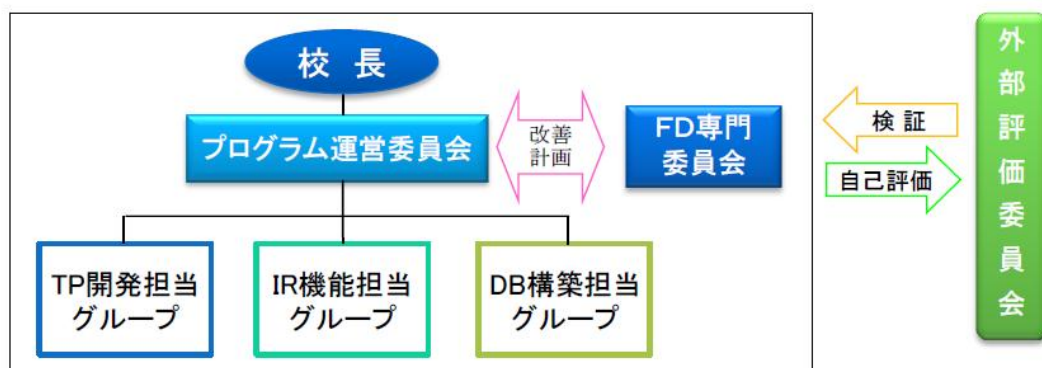 校 長
プログラム運営委員会
改善
計画
FD専門
委員会
TP開発担当
グループ
IR機能担当
グループ
DB構築担当
グループ
検 証
自己評価
外部評価委員会